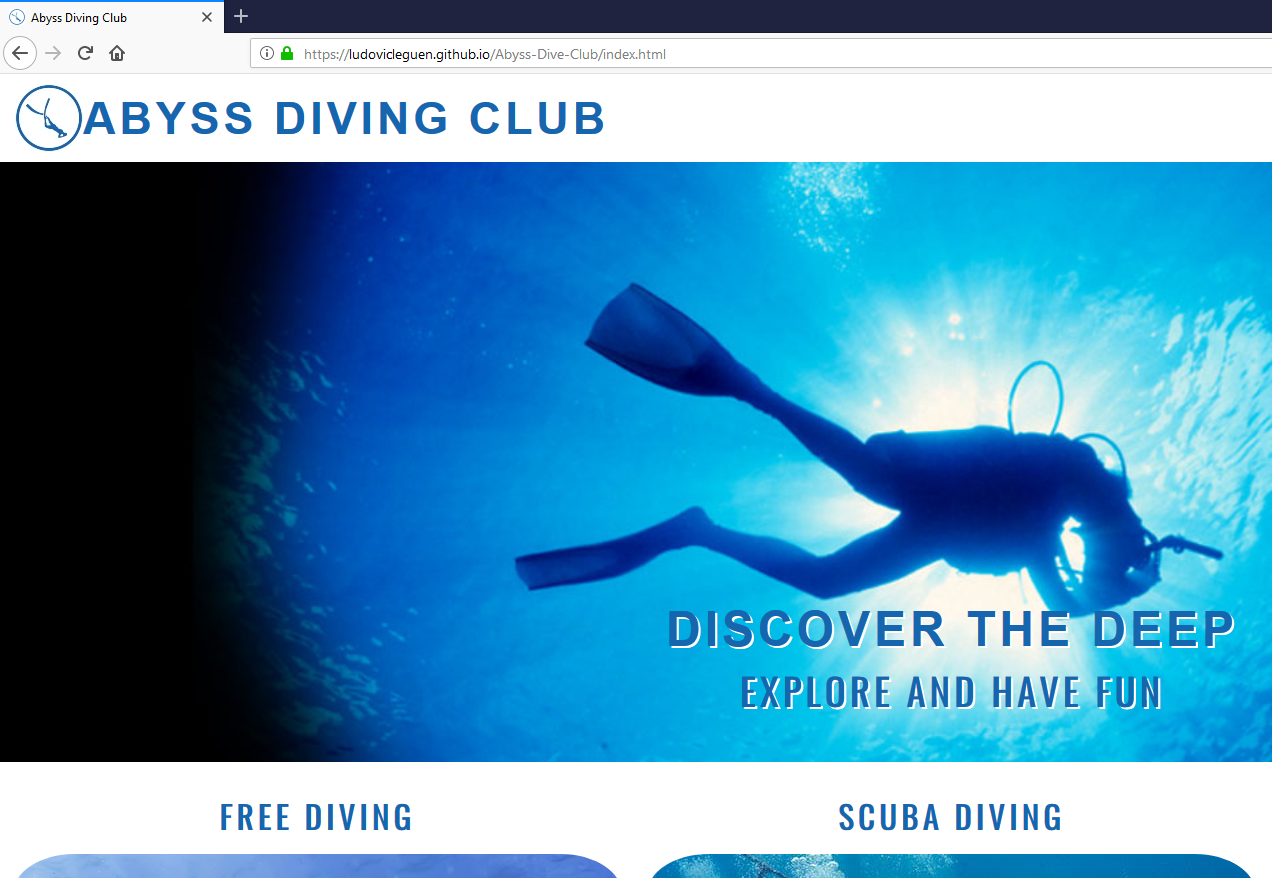 Abyss Diving Club
https://ludovicleguen.github.io/Abyss-Dive-Club/index.html
ABYSS DIVING CLUB
DISCOVER THE DEEP
EXPLORE AND HAVE FUN
FREE DIVING
SCUBA DIVING